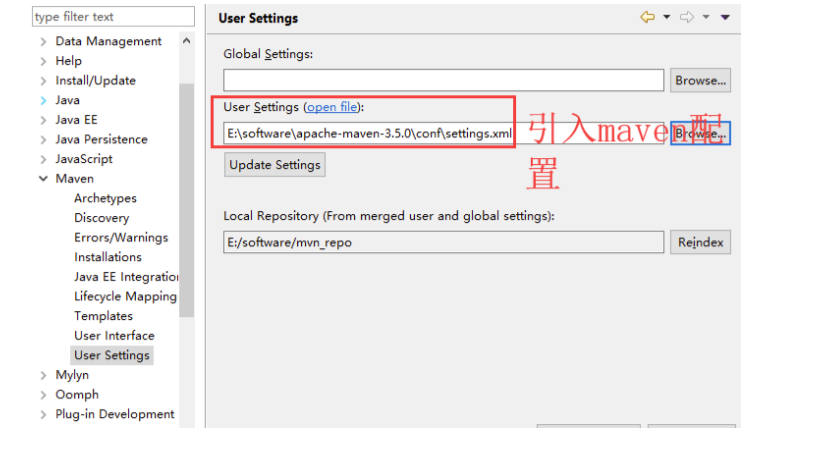 type filter text
Data Management
Help
Install/Update
Java
Java EE
Java Persistence
JavaScript
Maven
Archetypes
Discovery
Errors/Warnings
Installations
Java EE Integratio
Lifecycle Mapping
Templates
User Interface
User Settings
Mylyn
Oomph
Plug-in Development
User Settings
Global Settings:
Browse...
User Settings (open file):
E:\software\apache-maven-3.5.0\conf\settings.xml
Browse...
引入maven配
置
Update Settings
Local Repository (From merged user and global settings):
E:/software/mvn_repo
Reindex